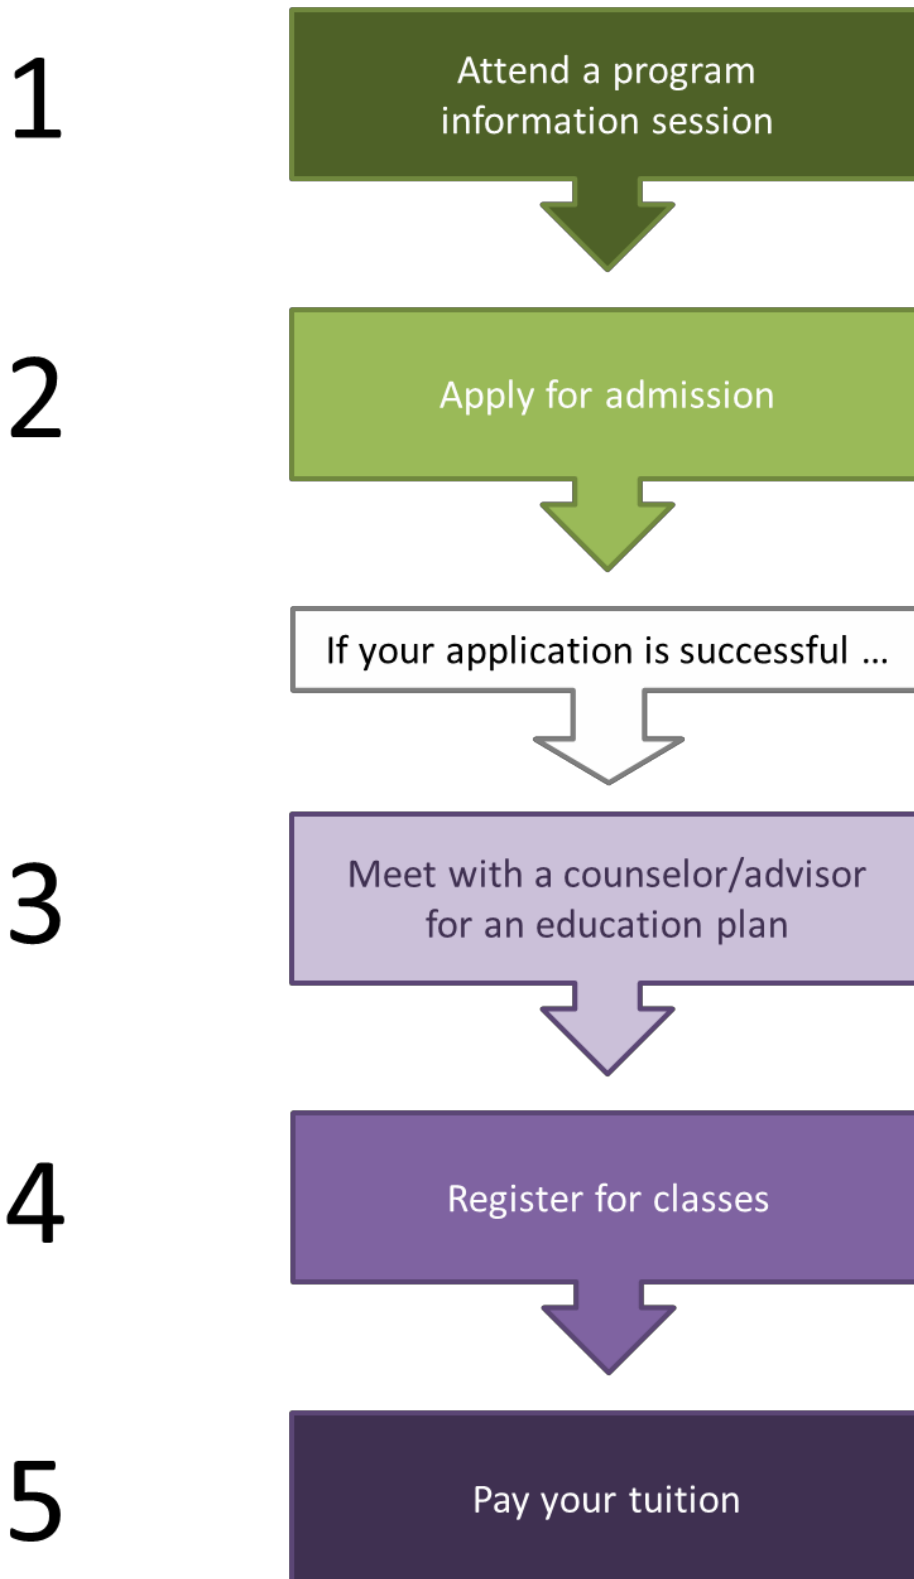 1
Attend a program
information session
2
Apply for admission
If your application is successful ...
3
Meet with a counselor/advisor
for an education plan
4
Register for classes
5
Pay your tuition